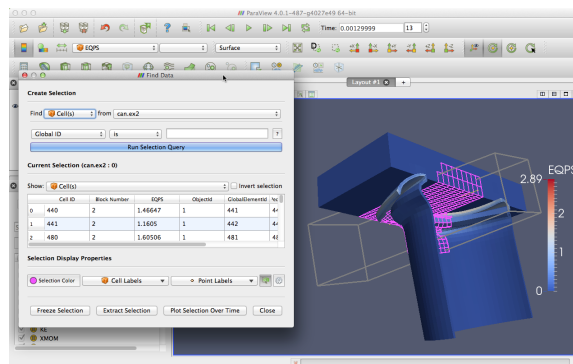 ParaView 4.0.1-487-g4027e49 64-bit
Time: 0.00129999 13
EQPS Surface
Find Data
Layout #1 +
Create Selection
Find Cell(s) from can.ex2
Global ID is ?
Run Selection Query
Current Selection (can.ex2 : 0)
Show: Cell(s) Invert selection
Cell ID Block Number EQPS ObjectId GlobalElementId
0 440 2 1.46647 1 441
1 441 2 1.1605 1 442
2 480 2 1.60506 1 481
Selection Display Properties
Selection Color Cell Labels Point Labels
Freeze Selection Extract Selection Plot Selection Over Time Close
KE
XMOM
EQPS
2.89
2
1
0